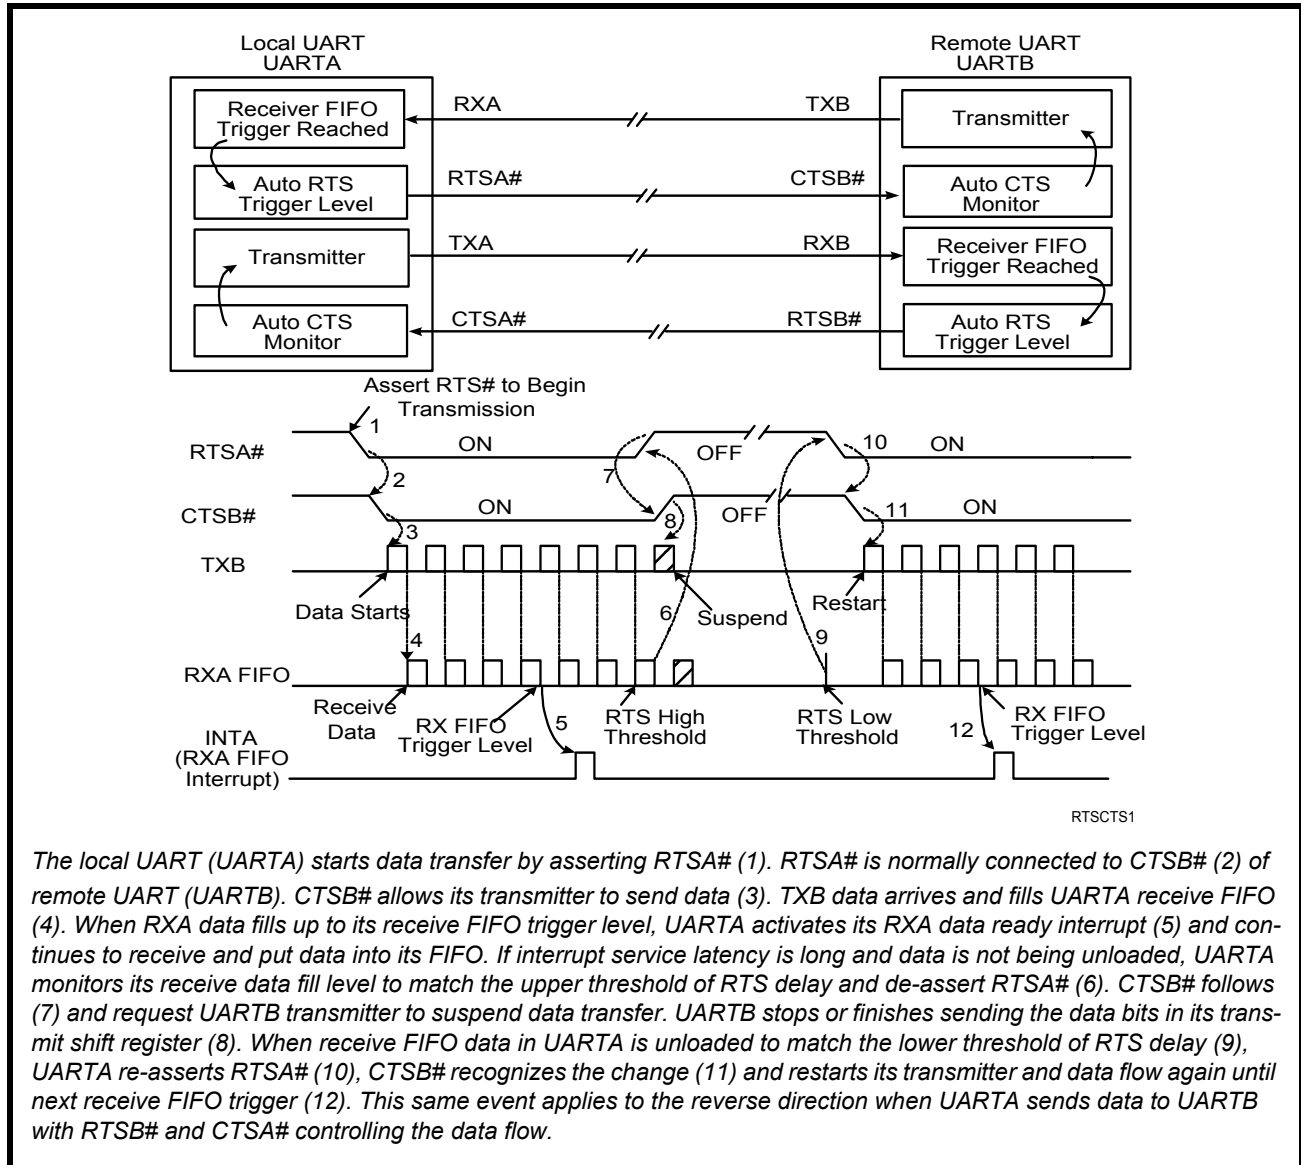 Local UART
UARTA
Remote UART
UARTB
Receiver FIFO
Trigger Reached
RXA
TXB
Transmitter
Auto RTS
Trigger Level
RTSA#
CTSB#
Auto CTS
Monitor
Transmitter
TXA
RXB
Receiver FIFO
Trigger Reached
Auto CTS
Monitor
CTSA#
RTSB#
Auto RTS
Trigger Level
Assert RTS# to Begin
Transmission
1
RTSA#
ON
7
OFF
10
ON
2
CTSB#
ON
8
OFF
11
ON
3
TXB
Data Starts
6
Suspend
Restart
4
9
RXA FIFO
Receive
Data
RX FIFO
Trigger Level
5
RTS High
Threshold
RTS Low
Threshold
12
RX FIFO
Trigger Level
INTA
(RXA FIFO
Interrupt)
RTSCTS1
The local UART (UARTA) starts data transfer by asserting RTSA# (1). RTSA# is normally connected to CTSB# (2) of
remote UART (UARTB). CTSB# allows its transmitter to send data (3). TXB data arrives and fills UARTA receive FIFO
(4). When RXA data fills up to its receive FIFO trigger level, UARTA activates its RXA data ready interrupt (5) and con-
tinues to receive and put data into its FIFO. If interrupt service latency is long and data is not being unloaded, UARTA
monitors its receive data fill level to match the upper threshold of RTS delay and de-assert RTSA# (6). CTSB# follows
(7) and request UARTB transmitter to suspend data transfer. UARTB stops or finishes sending the data bits in its trans-
mit shift register (8). When receive FIFO data in UARTA is unloaded to match the lower threshold of RTS delay (9),
UARTA re-asserts RTSA# (10), CTSB# recognizes the change (11) and restarts its transmitter and data flow again until
next receive FIFO trigger (12). This same event applies to the reverse direction when UARTA sends data to UARTB
with RTSB# and CTSA# controlling the data flow.